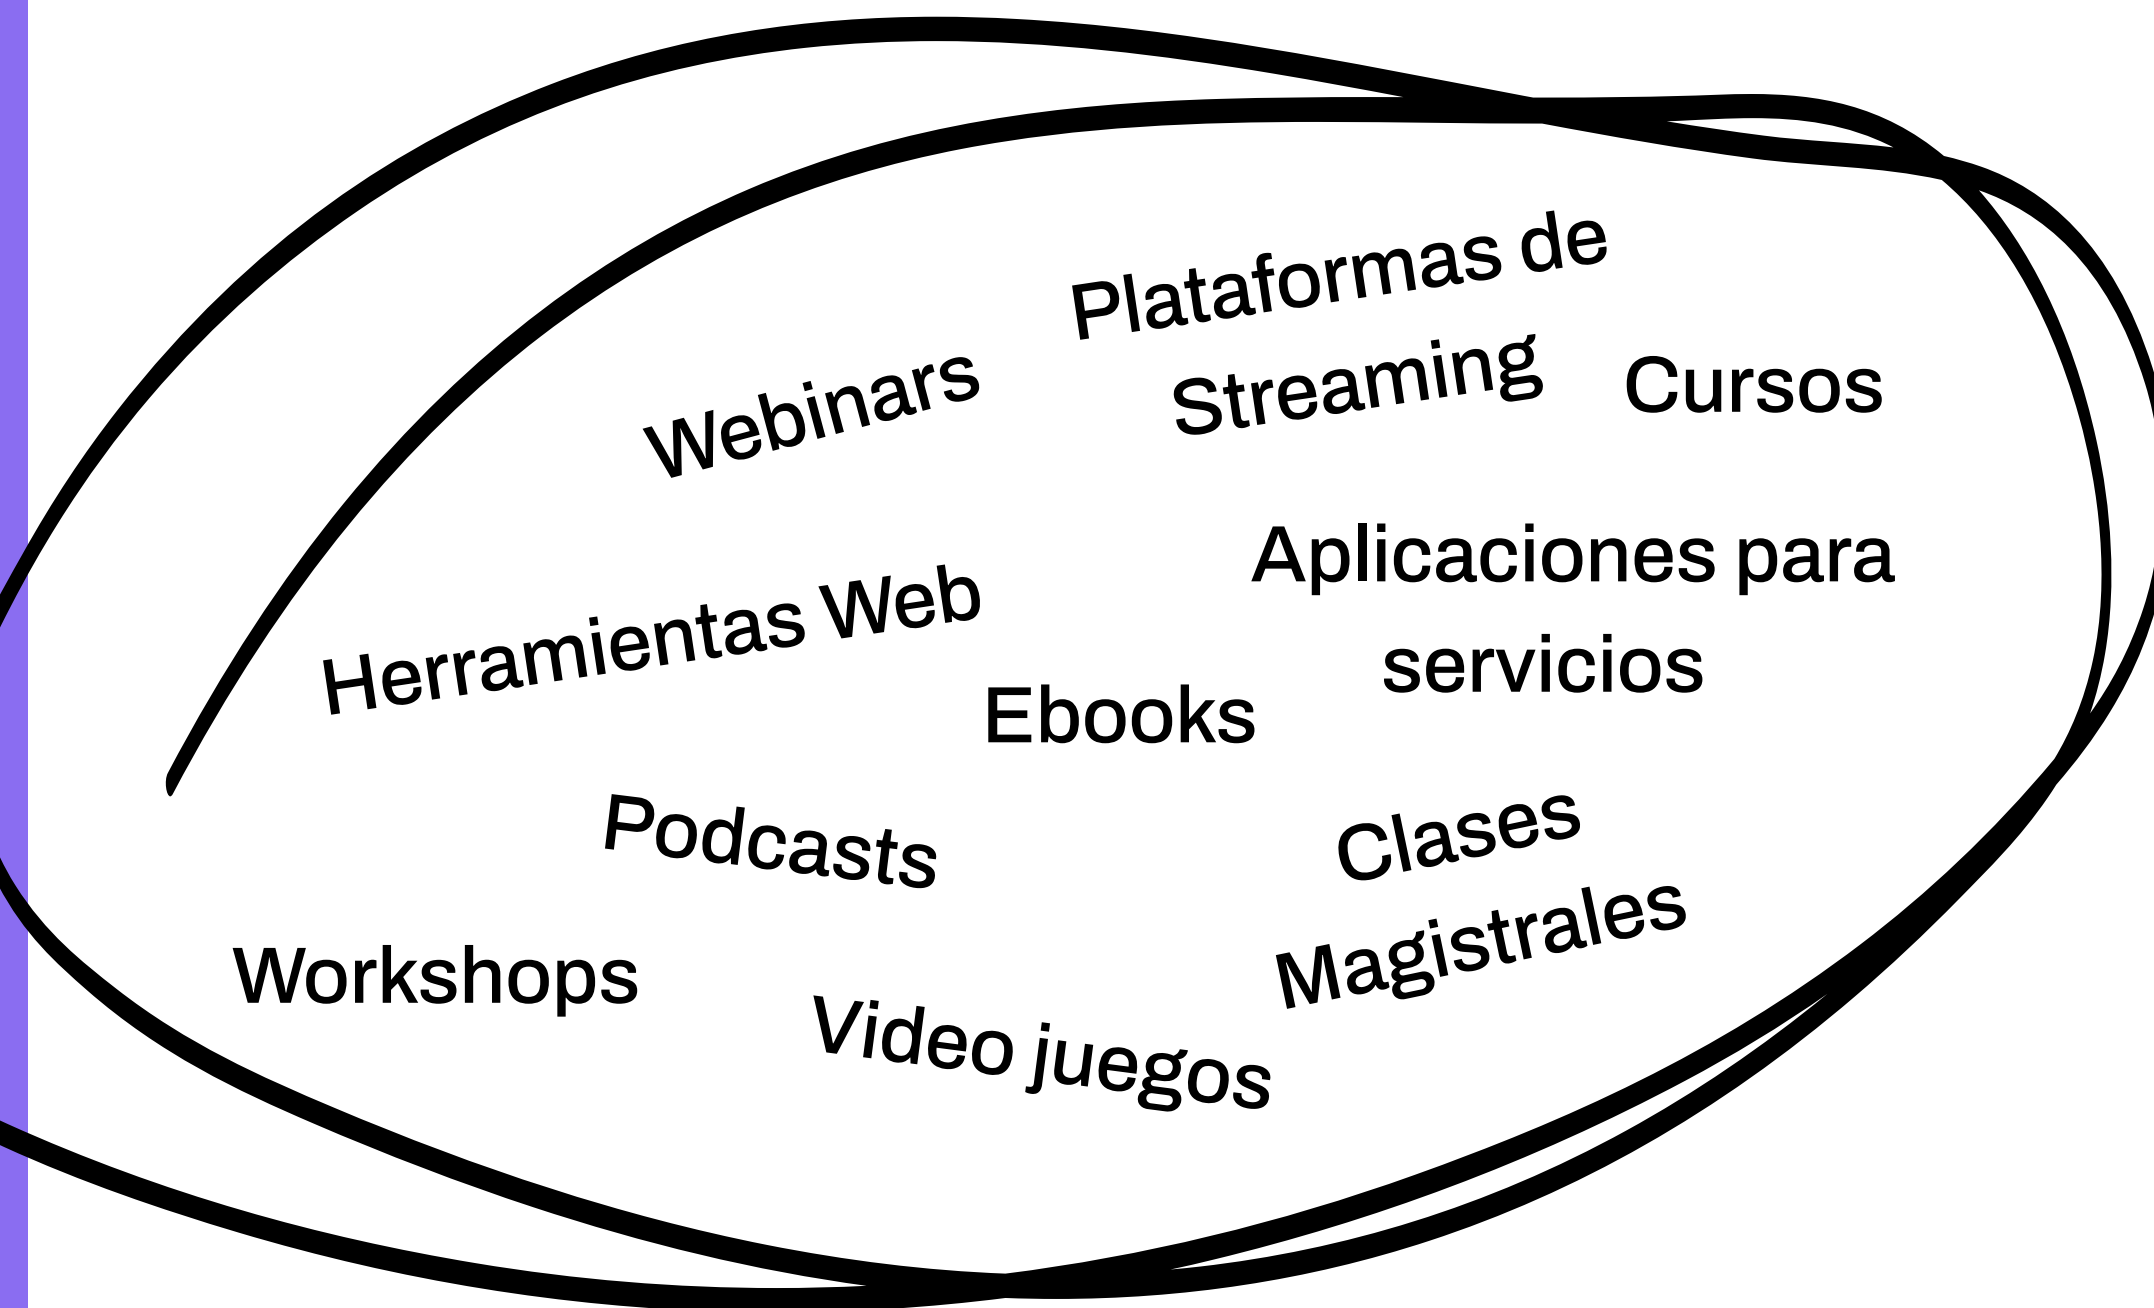 Plataformas de
Streaming
Webinars
Cursos
Aplicaciones para
servicios
Herramientas Web
Ebooks
Podcasts
Clases
Magistrales
Workshops
Video juegos